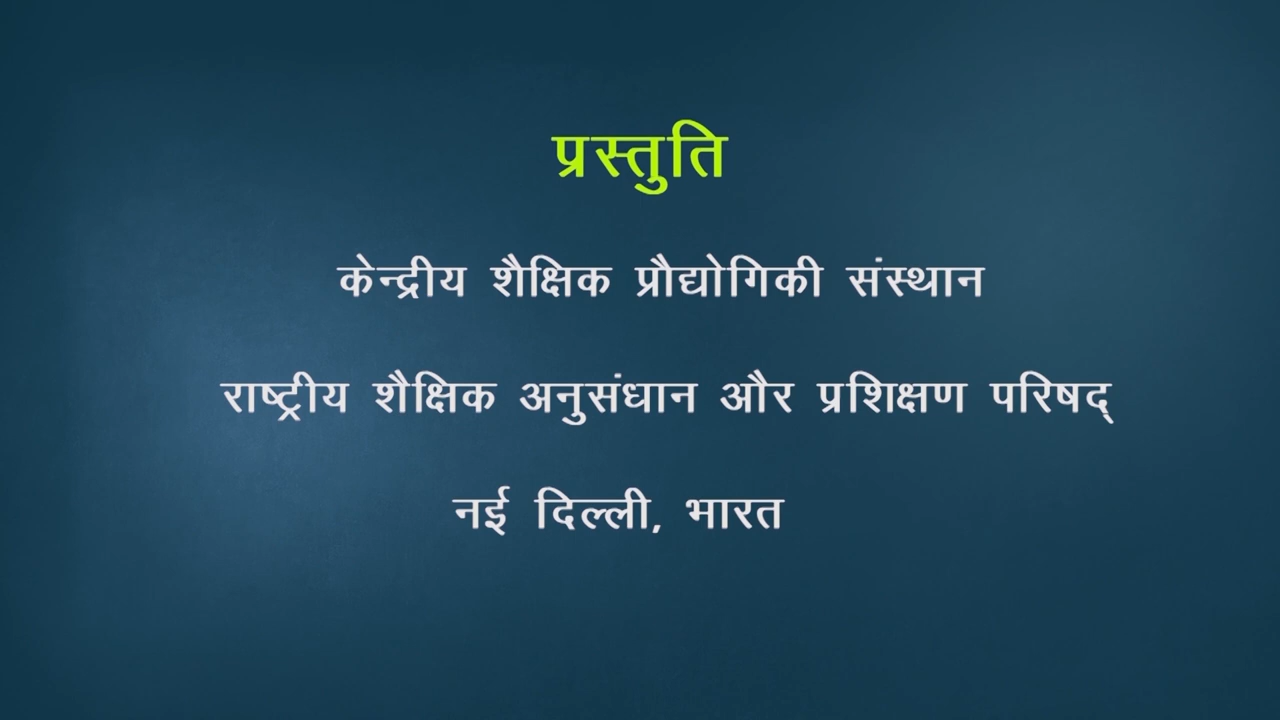 प्रस्तुति
केन्द्रीय शैक्षिक प्रौद्योगिकी संस्थान
राष्ट्रीय शैक्षिक अनुसंधान और प्रशिक्षण परिषद्
नई दिल्ली, भारत